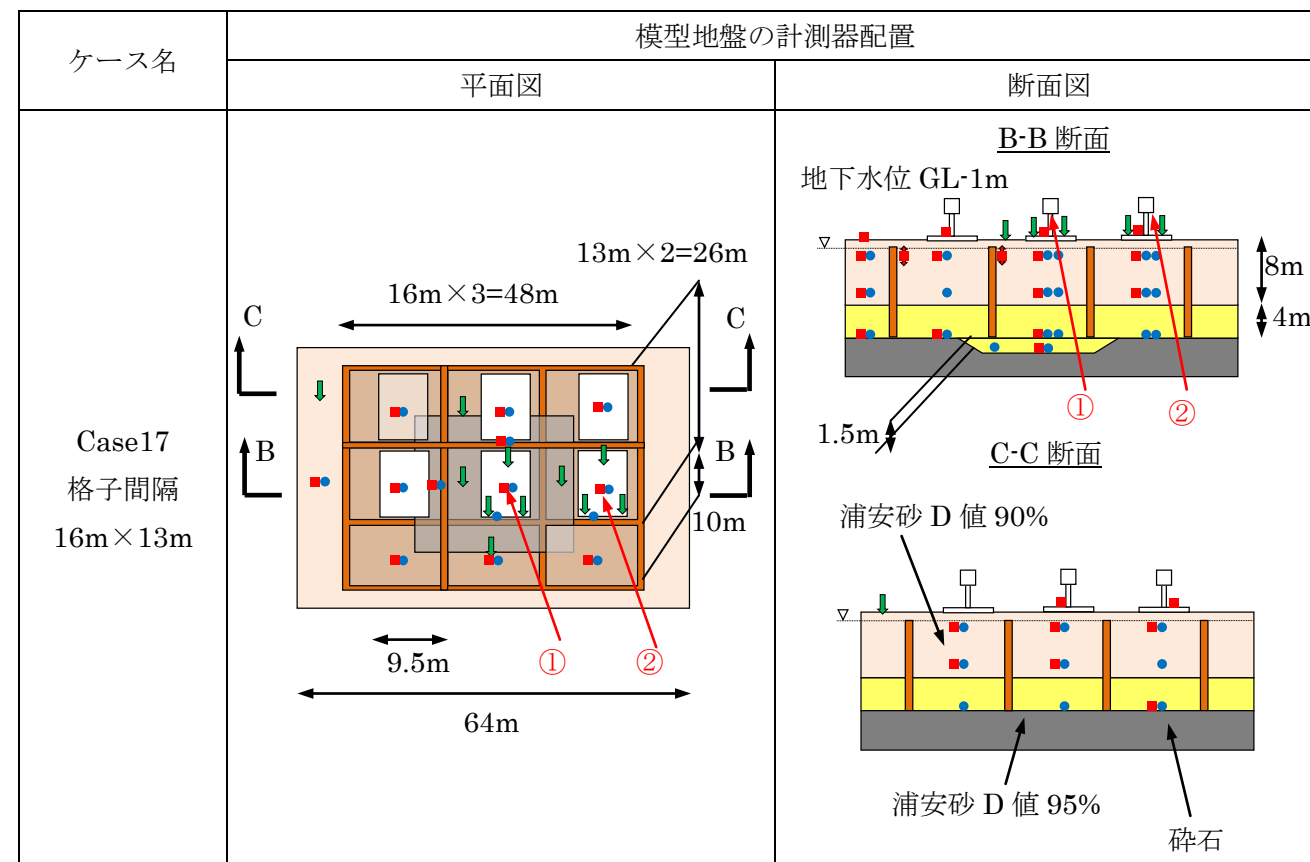 ケース名
模型地盤の計測器配置
平面図
断面図
Case17
格子間隔
16m×13m
13m×2=26m
16m×3=48m
C
C
B
B
10m
9.5m
①
②
64m
B-B 断面
地下水位 GL-1m
▽
8m
4m
①
②
1.5m
C-C 断面
浦安砂 D 値 90%
▽
浦安砂 D 値 95%
砕石